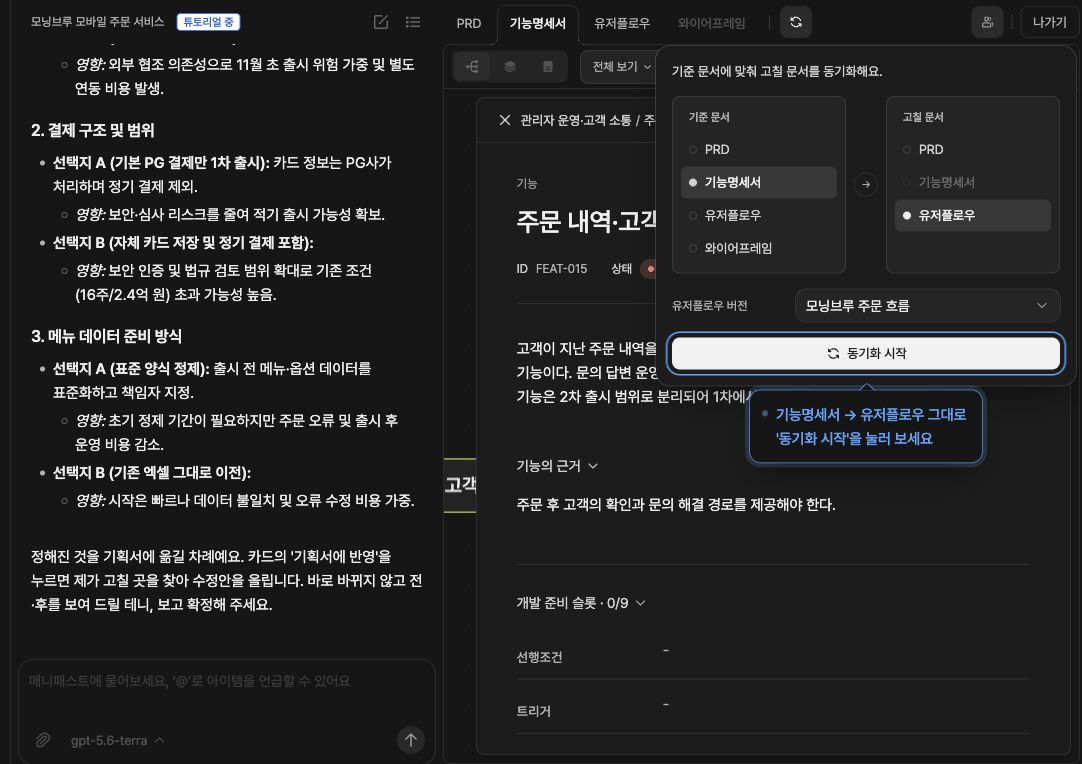 모닝브루 모바일 주문 서비스
튜토리얼 중
영향: 외부 협조 의존성으로 11월 초 출시 위험 가중 및 별도
연동 비용 발생.
2. 결제 구조 및 범위
선택지 A (기본 PG 결제만 1차 출시): 카드 정보는 PG사가
처리하며 정기 결제 제외.
영향: 보안·심사 리스크를 줄여 적기 출시 가능성 확보.
선택지 B (자체 카드 저장 및 정기 결제 포함):
영향: 보안 인증 및 법규 검토 범위 확대로 기존 조건
(16주/2.4억 원) 초과 가능성 높음.
3. 메뉴 데이터 준비 방식
선택지 A (표준 양식 정제): 출시 전 메뉴·옵션 데이터를
표준화하고 책임자 지정.
영향: 초기 정제 기간이 필요하지만 주문 오류 및 출시 후
운영 비용 감소.
선택지 B (기존 엑셀 그대로 이전):
영향: 시작은 빠르나 데이터 불일치 및 오류 수정 비용 가중.
정해진 것을 기획서에 옮길 차례예요. 카드의 '기획서에 반영'을
누르면 제가 고칠 곳을 찾아 수정안을 올립니다. 바로 바뀌지 않고 전
·후를 보여 드릴 테니, 보고 확정해 주세요.
매니패스트에 물어보세요, '@'로 아이템을 언급할 수 있어요
gpt-5.6-terra
PRD
기능명세서
유저플로우
와이어프레임
나가기
전체 보기
관리자 운영·고객 소통 / 주
기능
주문 내역·고객
ID FEAT-015 상태
고객이 지난 주문 내역을
기능이다. 문의 답변 운영
기능은 2차 출시 범위로 분리되어 1차에서
고객
기능의 근거
주문 후 고객의 확인과 문의 해결 경로를 제공해야 한다.
개발 준비 슬롯 · 0/9
선행조건 -
트리거 -
기준 문서에 맞춰 고칠 문서를 동기화해요.
기준 문서
PRD
기능명세서
유저플로우
와이어프레임
고칠 문서
PRD
기능명세서
유저플로우
유저플로우 버전
모닝브루 주문 흐름
동기화 시작
기능명세서 → 유저플로우 그대로
'동기화 시작'을 눌러 보세요